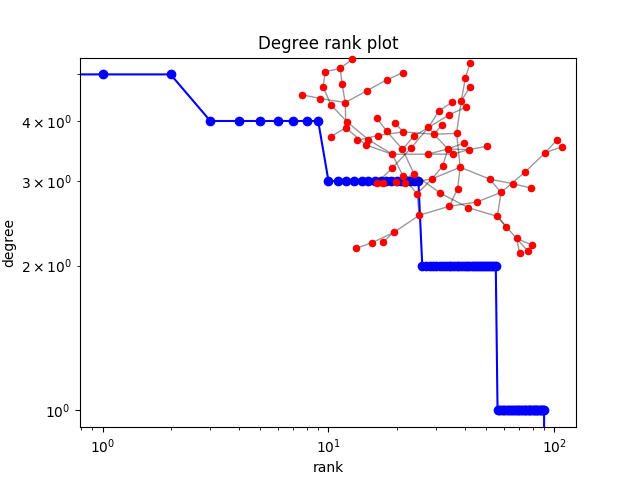 Degree rank plot
degree
4 × 10⁰
3 × 10⁰
2 × 10⁰
10⁰
10⁰
10¹
10²
rank